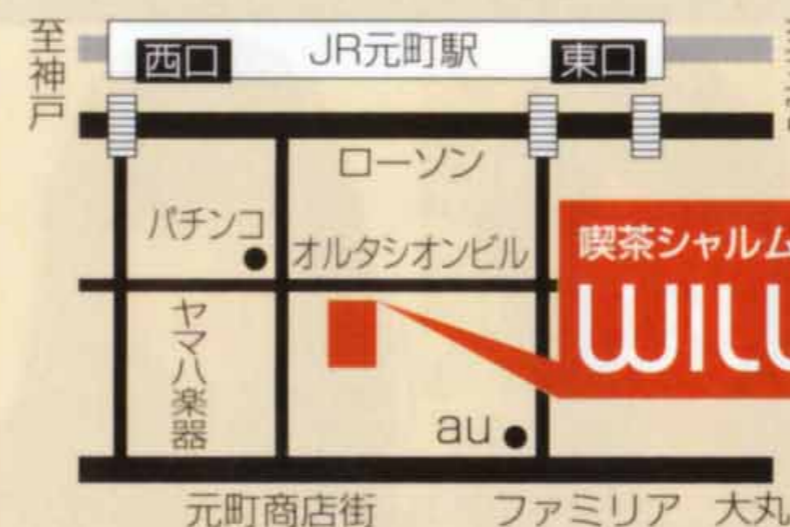 至神戸
西口
JR元町駅
東口
ローソン
パチンコ
オルタシオンビル
喫茶シャルム
WILL
ヤマハ楽器
au
元町商店街
ファミリア
大丸